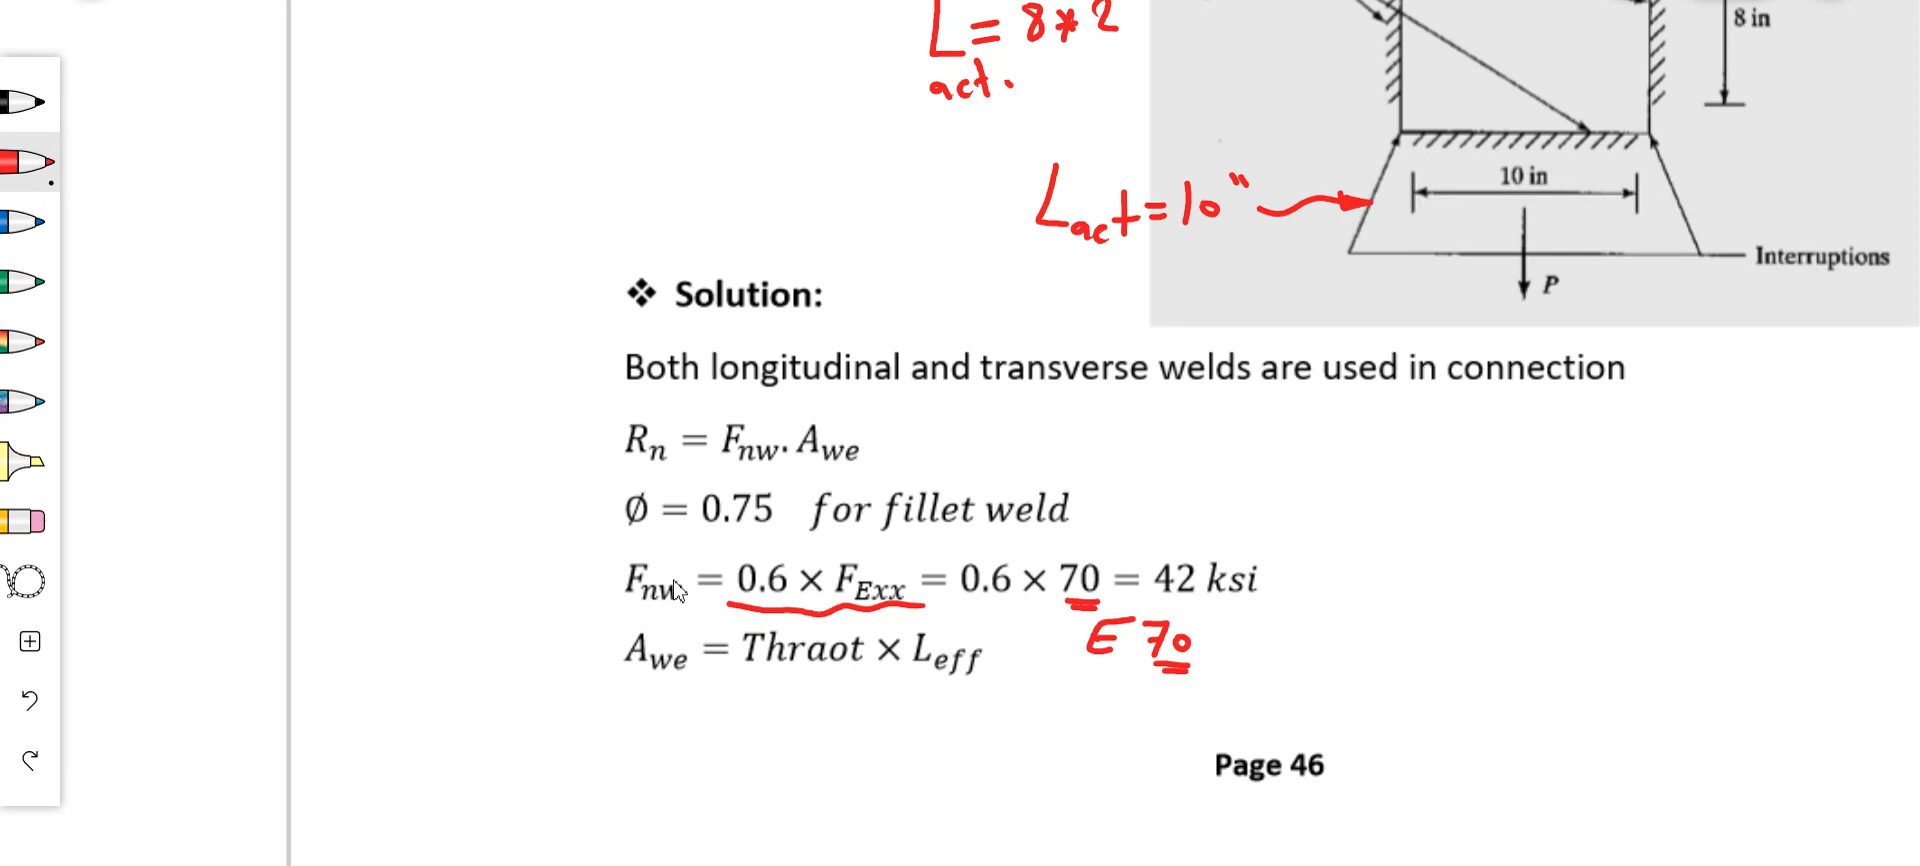 L = 8 * 2
act.
8 in
10 in
Lact = 10"
Interruptions
P
❖ Solution:
Both longitudinal and transverse welds are used in connection
Rn = Fnw. Awe
Ø = 0.75 for fillet weld
Fnw = 0.6 × FExx = 0.6 × 70 = 42 ksi
E 70
Awe = Thraot × Leff
Page 46